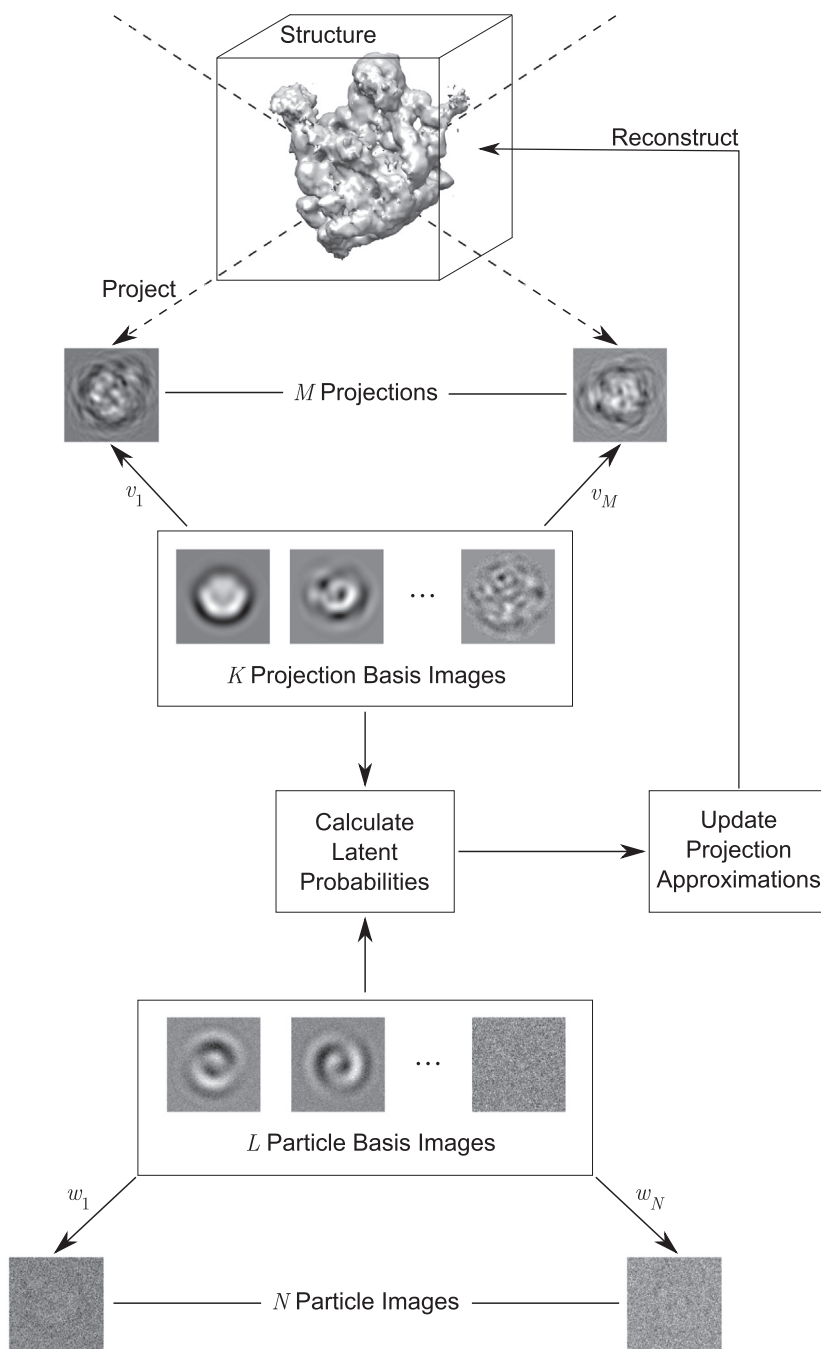 Structure
Reconstruct
Project
M Projections
v1
vM
...
K Projection Basis Images
Calculate
Latent
Probabilities
Update
Projection
Approximations
...
L Particle Basis Images
w1
wN
N Particle Images